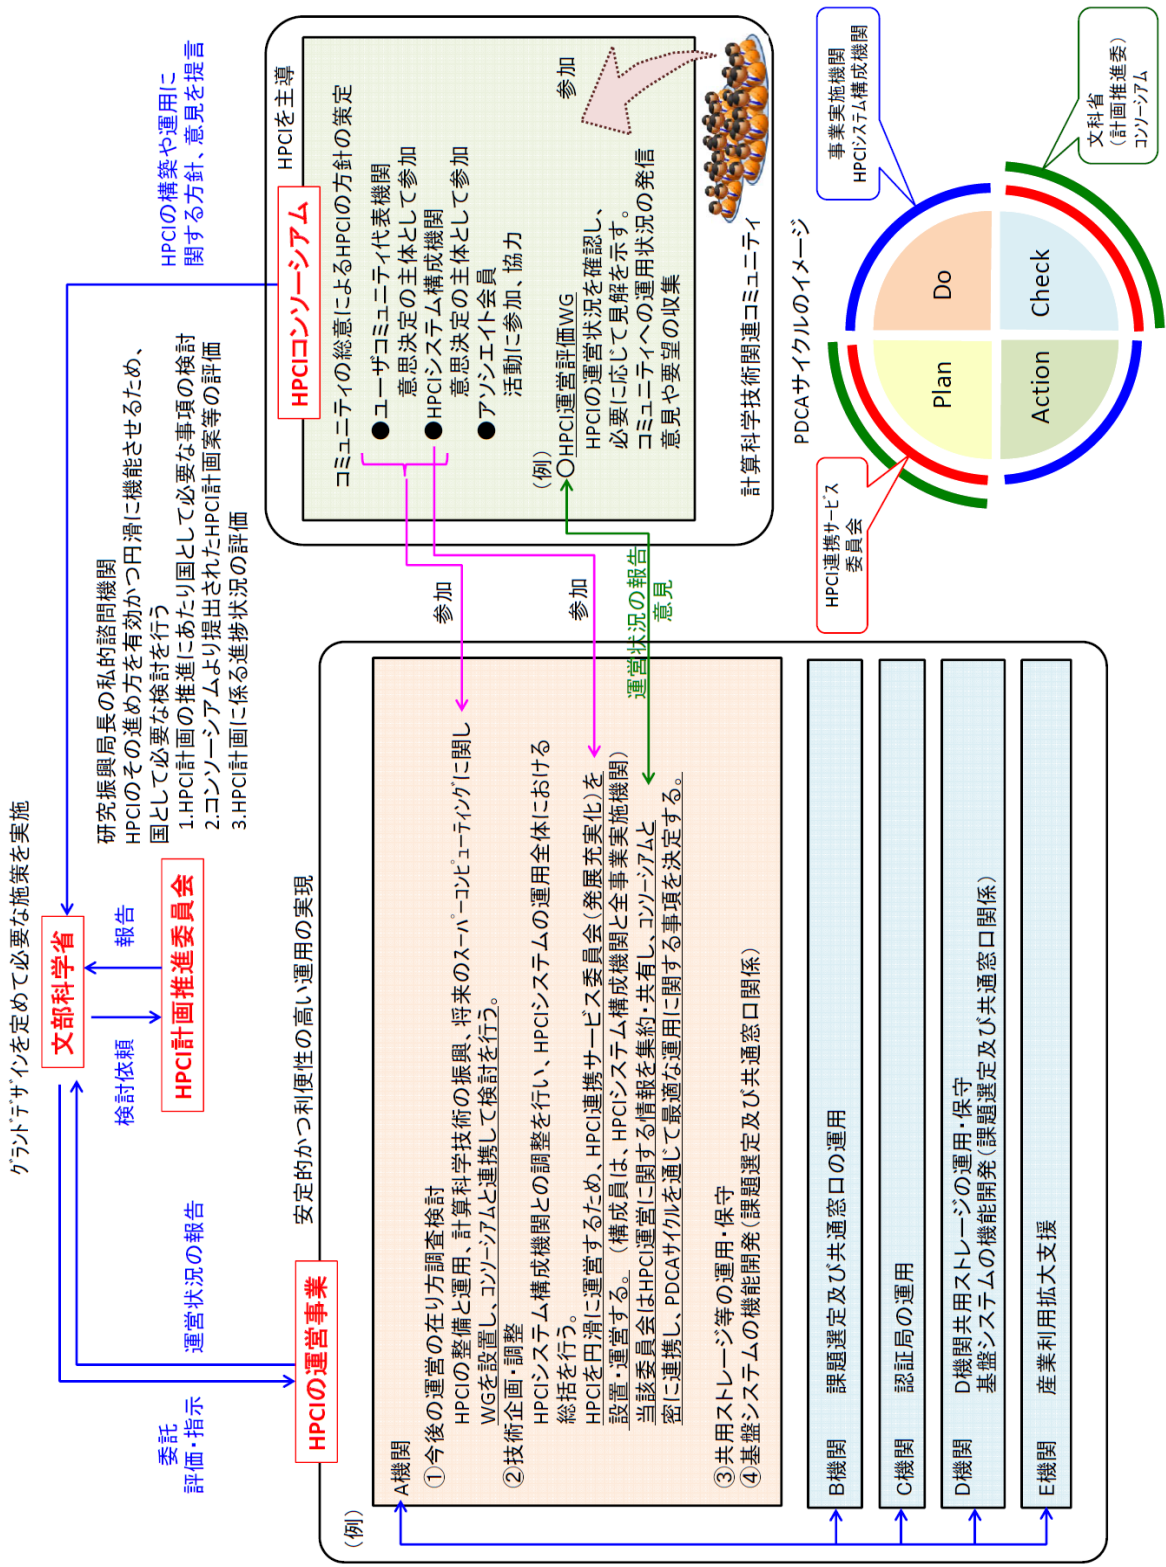 グランドデザインを定めて必要な施策を実施
文部科学省
検討依頼
報告
HPCI計画推進委員会
研究振興局長の私的諮問機関
HPCIのその進め方を有効かつ円滑に機能させるため、
国として必要な検討を行う
1.HPCI計画の推進にあたり国として必要な事項の検討
2.コンソーシアムより提出されたHPCI計画案等の評価
3.HPCI計画に係る進捗状況の評価
HPCIの構築や運用に
関する方針、意見を提言
委託
評価・指示
運営状況の報告
HPCIの運営事業
安定的かつ利便性の高い運用の実現
(例)
A機関
①今後の運営の在り方調査検討
HPCIの整備と運用、計算科学技術の振興、将来のスーパーコンピューティングに関し
WGを設置し、コンソーシアムと連携して検討を行う。
②技術企画・調整
HPCIシステム構成機関との調整を行い、HPCIシステムの運用全体における
総括を行う。
HPCIを円滑に運営するため、HPCI連携サービス委員会(発展充実化)を
設置・運営する。(構成員は、HPCIシステム構成機関と全事業実施機関)
当該委員会はHPCI運営に関する情報を集約・共有し、コンソーシアムと
密に連携し、PDCAサイクルを通じて最適な運用に関する事項を決定する。
③共用ストレージ等の運用・保守
④基盤システムの機能開発(課題選定及び共通窓口関係)
B機関 課題選定及び共通窓口の運用
C機関 認証局の運用
D機関 D機関共用ストレージの運用・保守
基盤システムの機能開発(課題選定及び共通窓口関係)
E機関 産業利用拡大支援
参加
参加
運営状況の報告
意見
HPCIコンソーシアム
HPCIを主導
コミュニティの総意によるHPCIの方針の策定
●ユーザコミュニティ代表機関
意思決定の主体として参加
●HPCIシステム構成機関
意思決定の主体として参加
●アソシエイト会員
活動に参加、協力
(例)
〇HPCI運営評価WG
HPCIの運営状況を確認し、
必要に応じて見解を示す。
コミュニティへの運用状況の発信
意見や要望の収集
参加
計算科学技術関連コミュニティ
PDCAサイクルのイメージ
HPCI連携サービス
委員会
事業実施機関
HPCIシステム構成機関
Plan
Do
Action
Check
文科省
(計画推進委)
コンソーシアム